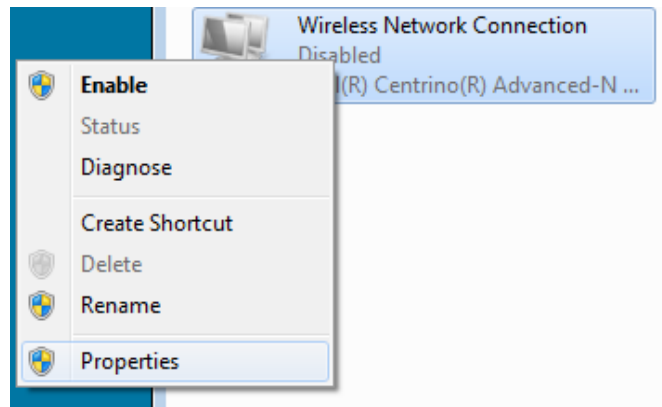 Wireless Network Connection
Disabled
(R) Centrino(R) Advanced-N ...
Enable
Status
Diagnose
Create Shortcut
Delete
Rename
Properties